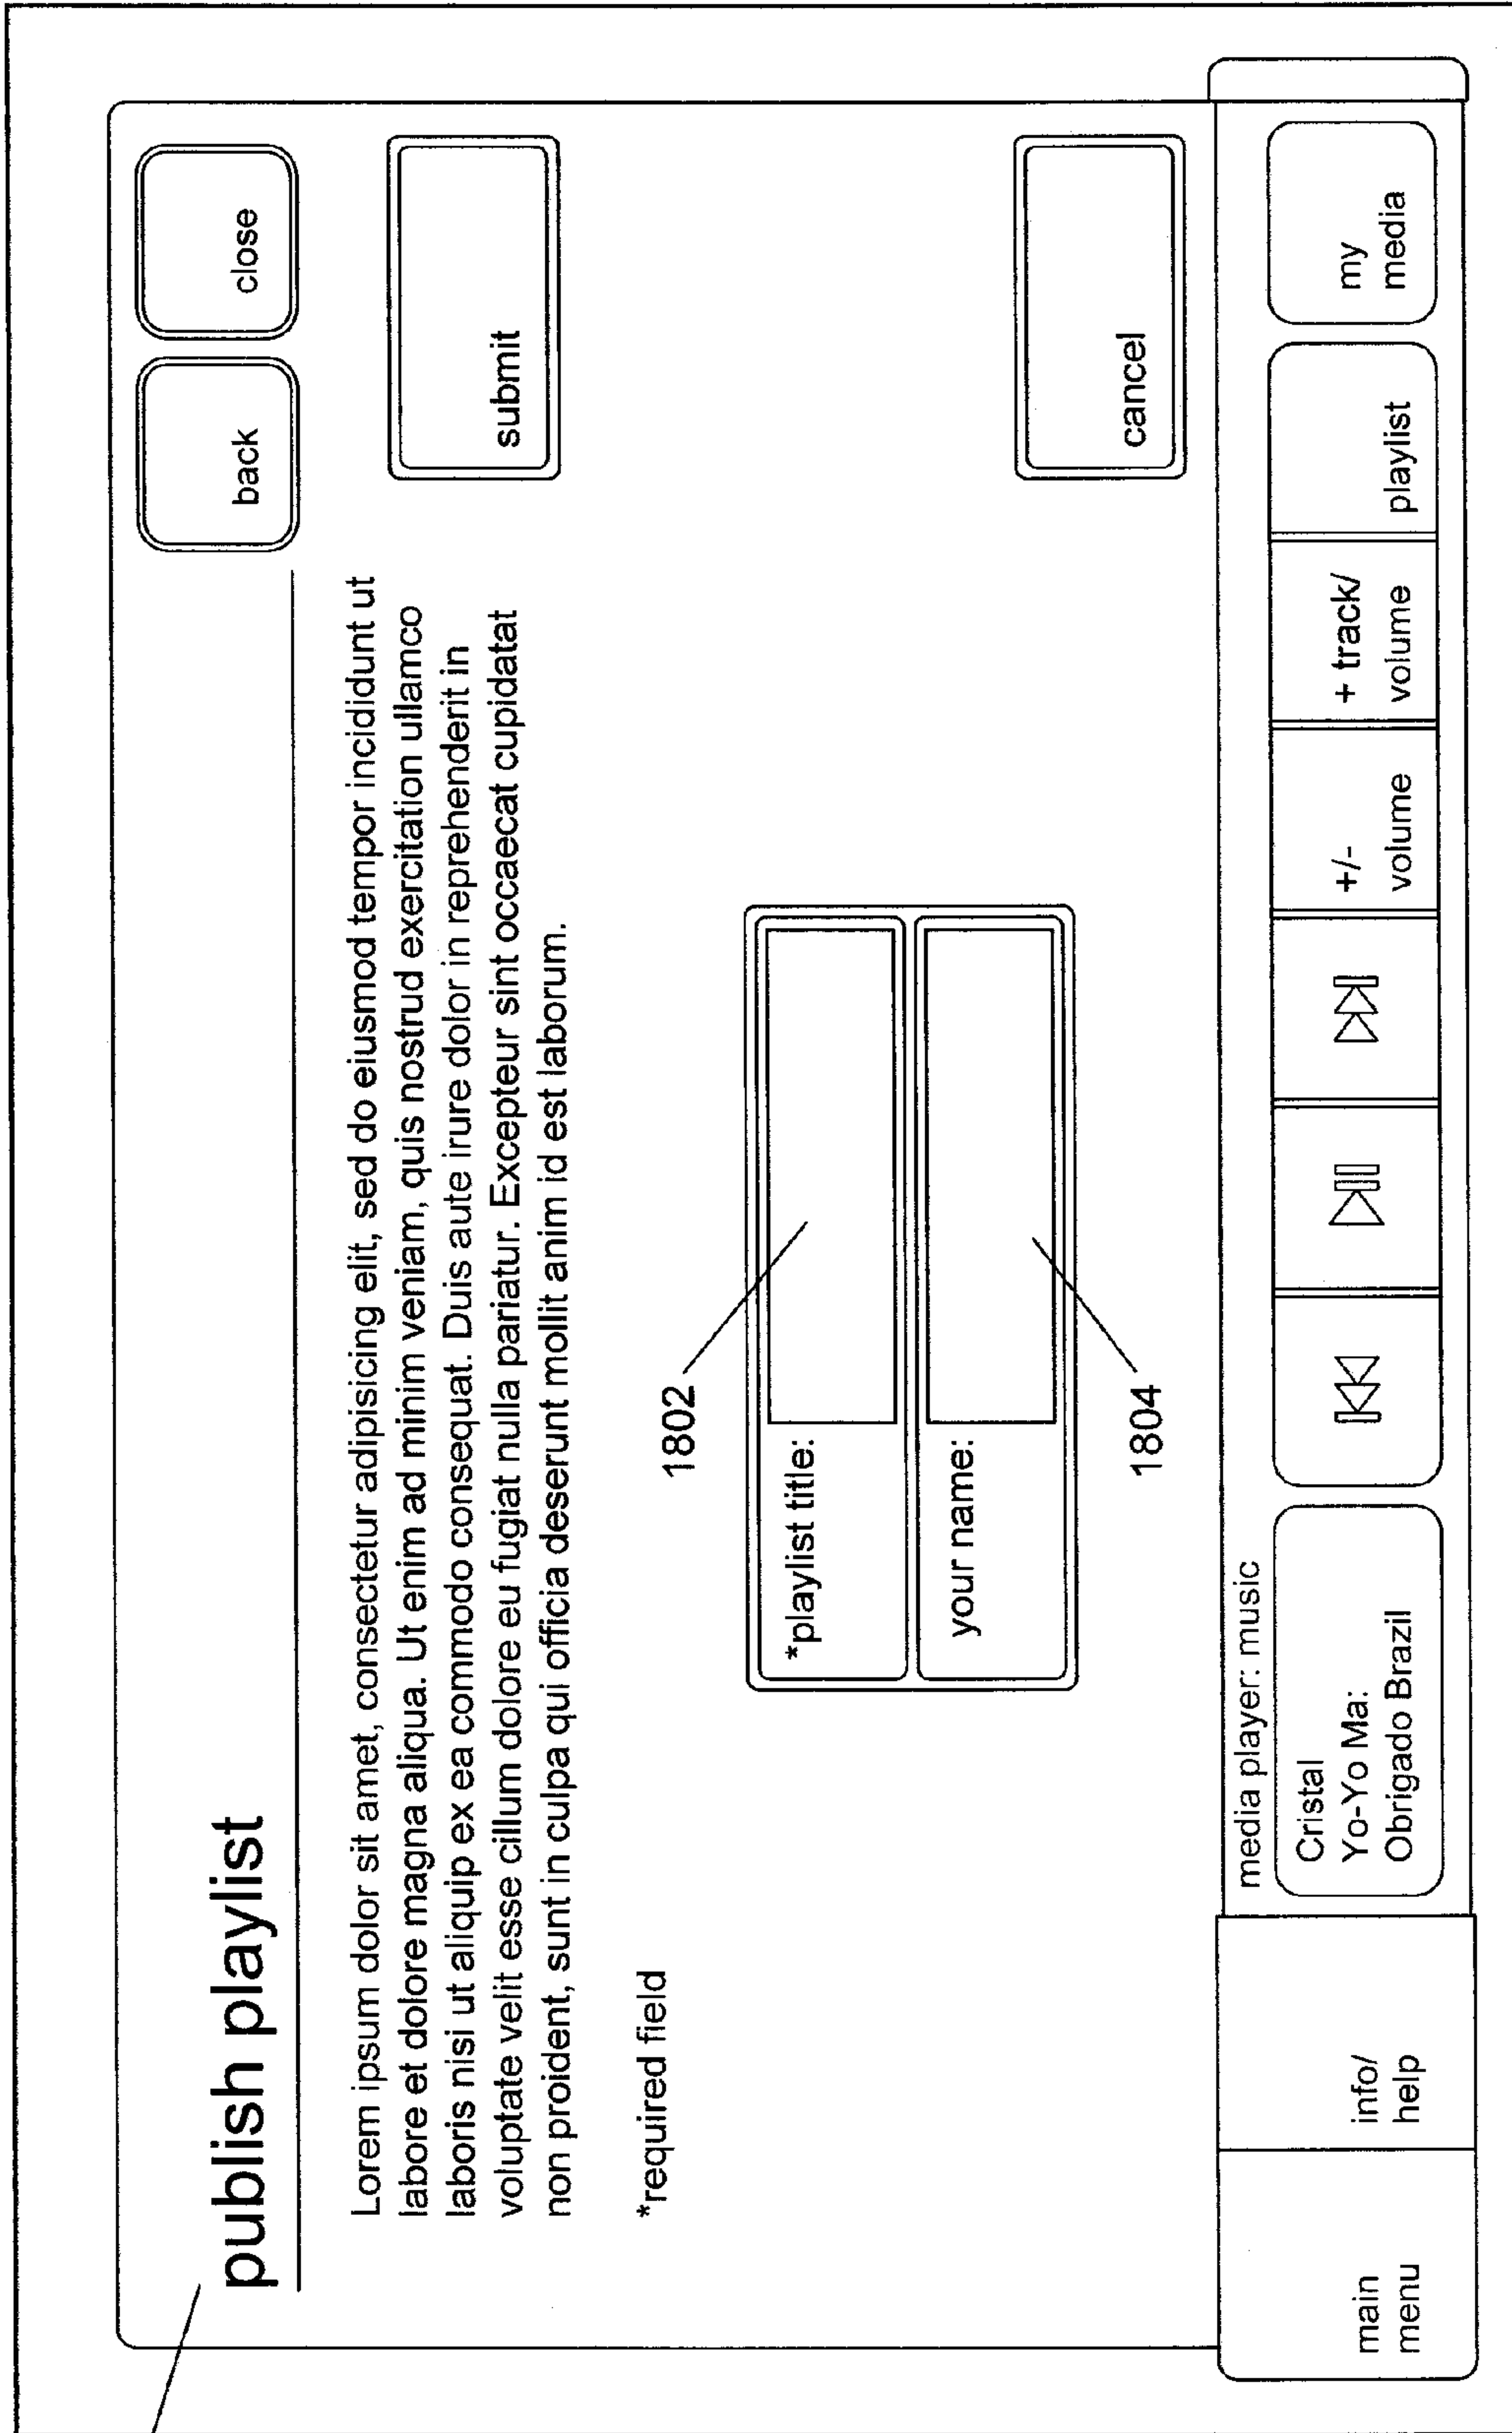 publish playlist
back
close
Lorem ipsum dolor sit amet, consectetur adipisicing elit, sed do eiusmod tempor incididunt ut
labore et dolore magna aliqua. Ut enim ad minim veniam, quis nostrud exercitation ullamco
laboris nisi ut aliquip ex ea commodo consequat. Duis aute irure dolor in reprehenderit in
voluptate velit esse cillum dolore eu fugiat nulla pariatur. Excepteur sint occaecat cupidatat
non proident, sunt in culpa qui officia deserunt mollit anim id est laborum.
submit
*required field
1802
*playlist title:
your name:
1804
cancel
media player: music
main
menu
info/
help
Cristal
Yo-Yo Ma:
Obrigado Brazil
+/-
volume
+ track/
volume
playlist
my
media